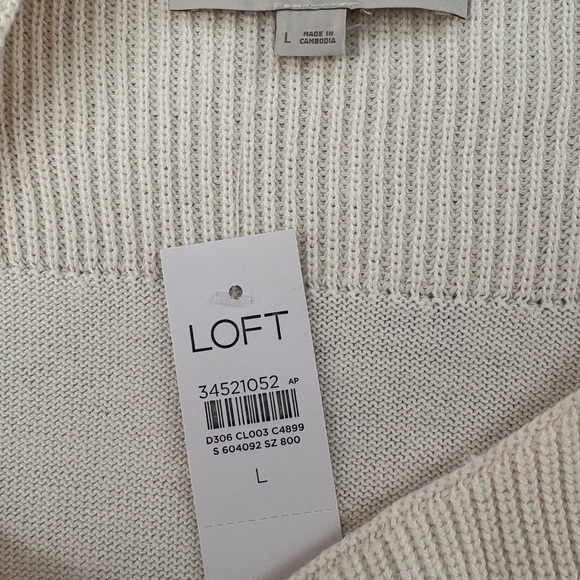 L
MADE IN
CAMBODIA
LOFT
34521052 AP
D306 CL003 C4899
S 604092 SZ 800
L